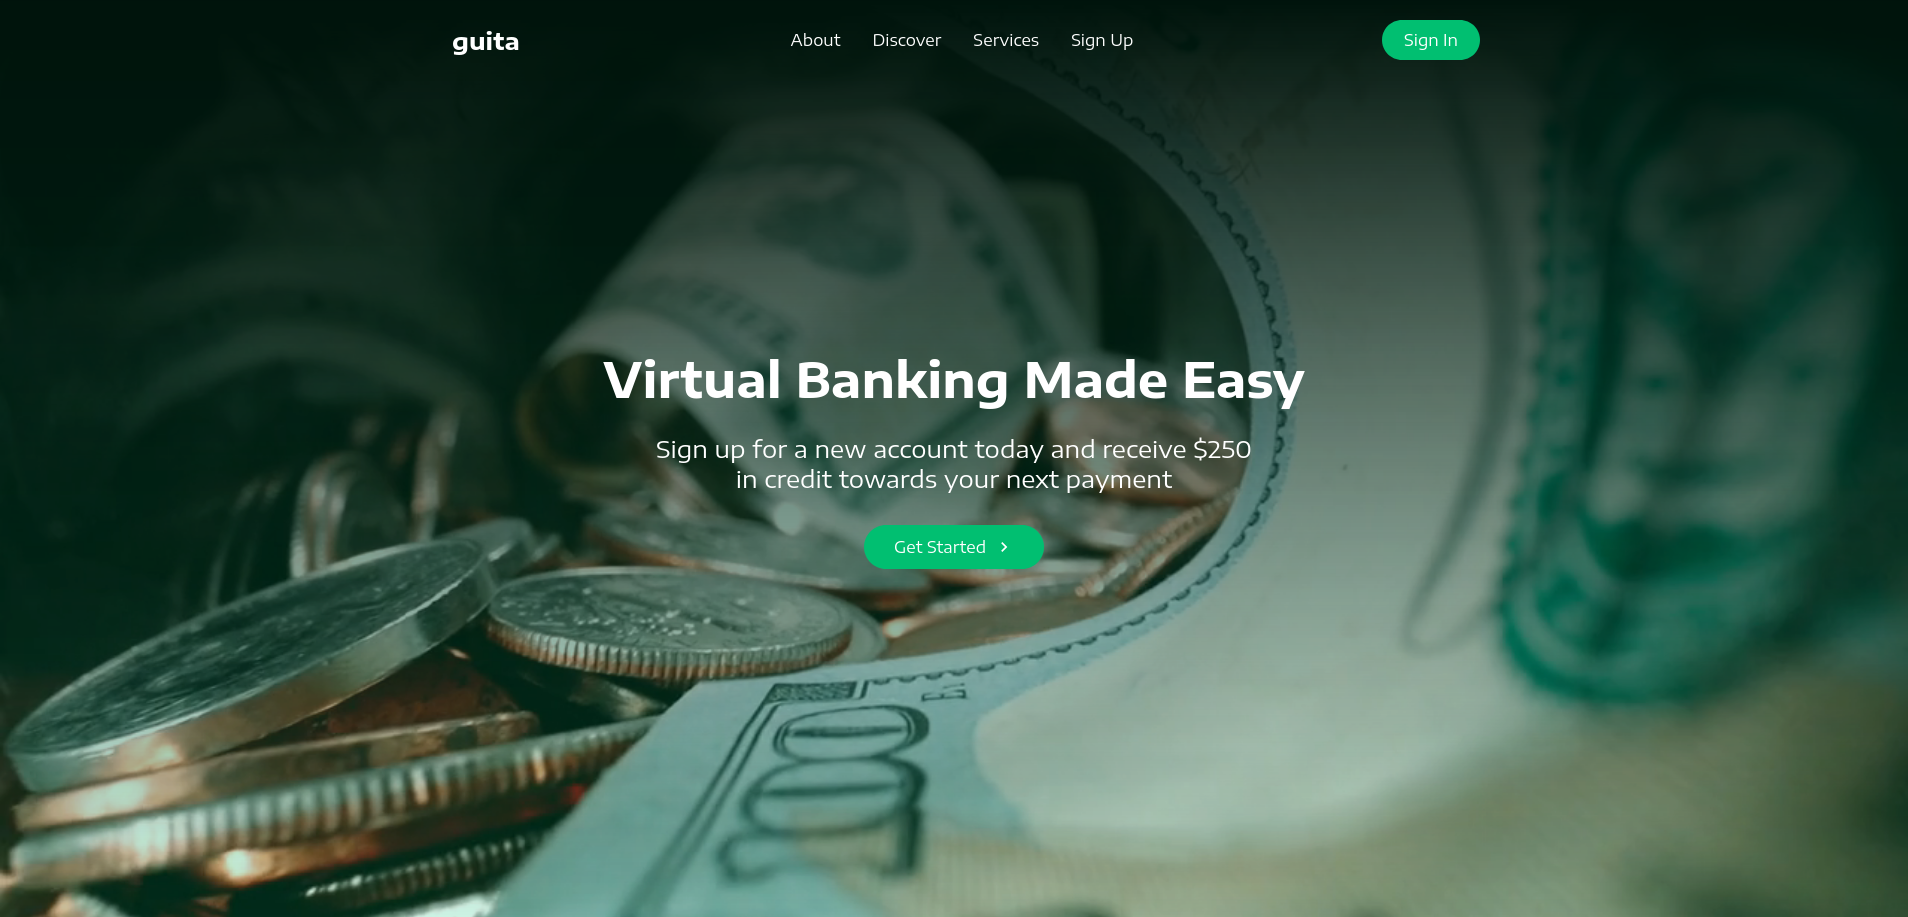 guita
About
Discover
Services
Sign Up
Sign In
Virtual Banking Made Easy
Sign up for a new account today and receive $250
in credit towards your next payment
Get Started
100